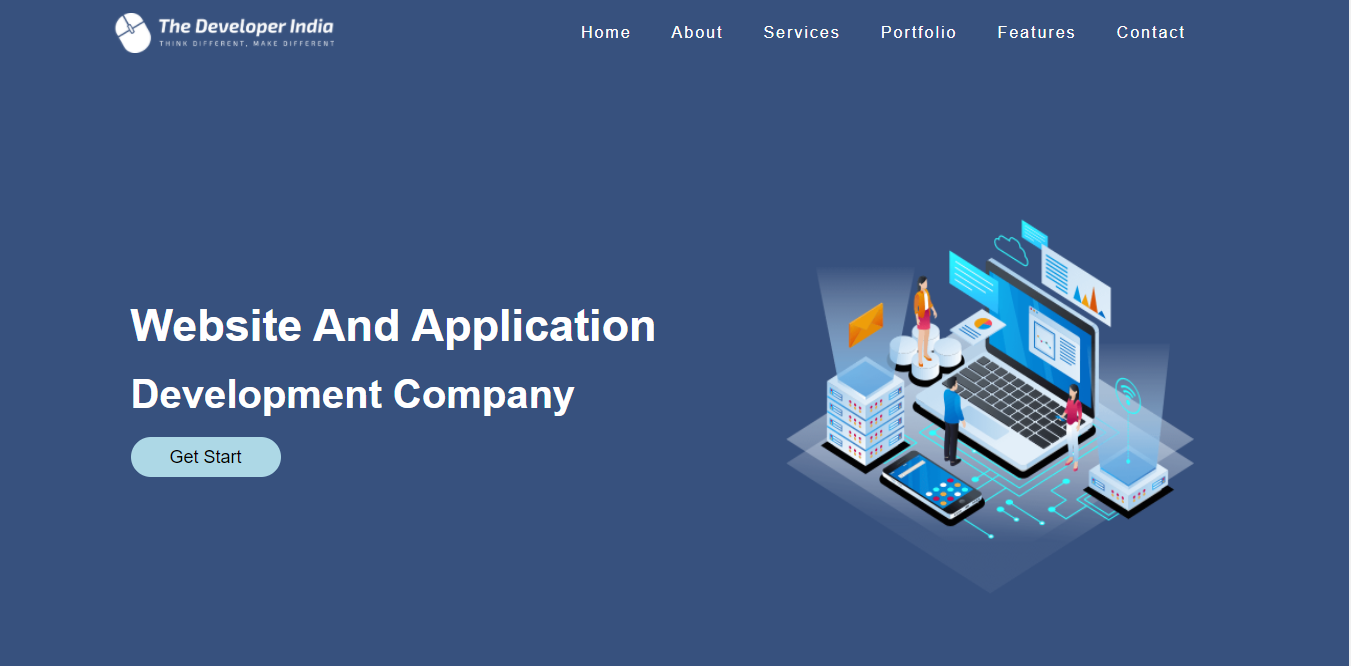 The Developer India
THINK DIFFERENT, MAKE DIFFERENT
Home About Services Portfolio Features Contact
Website And Application
Development Company
Get Start